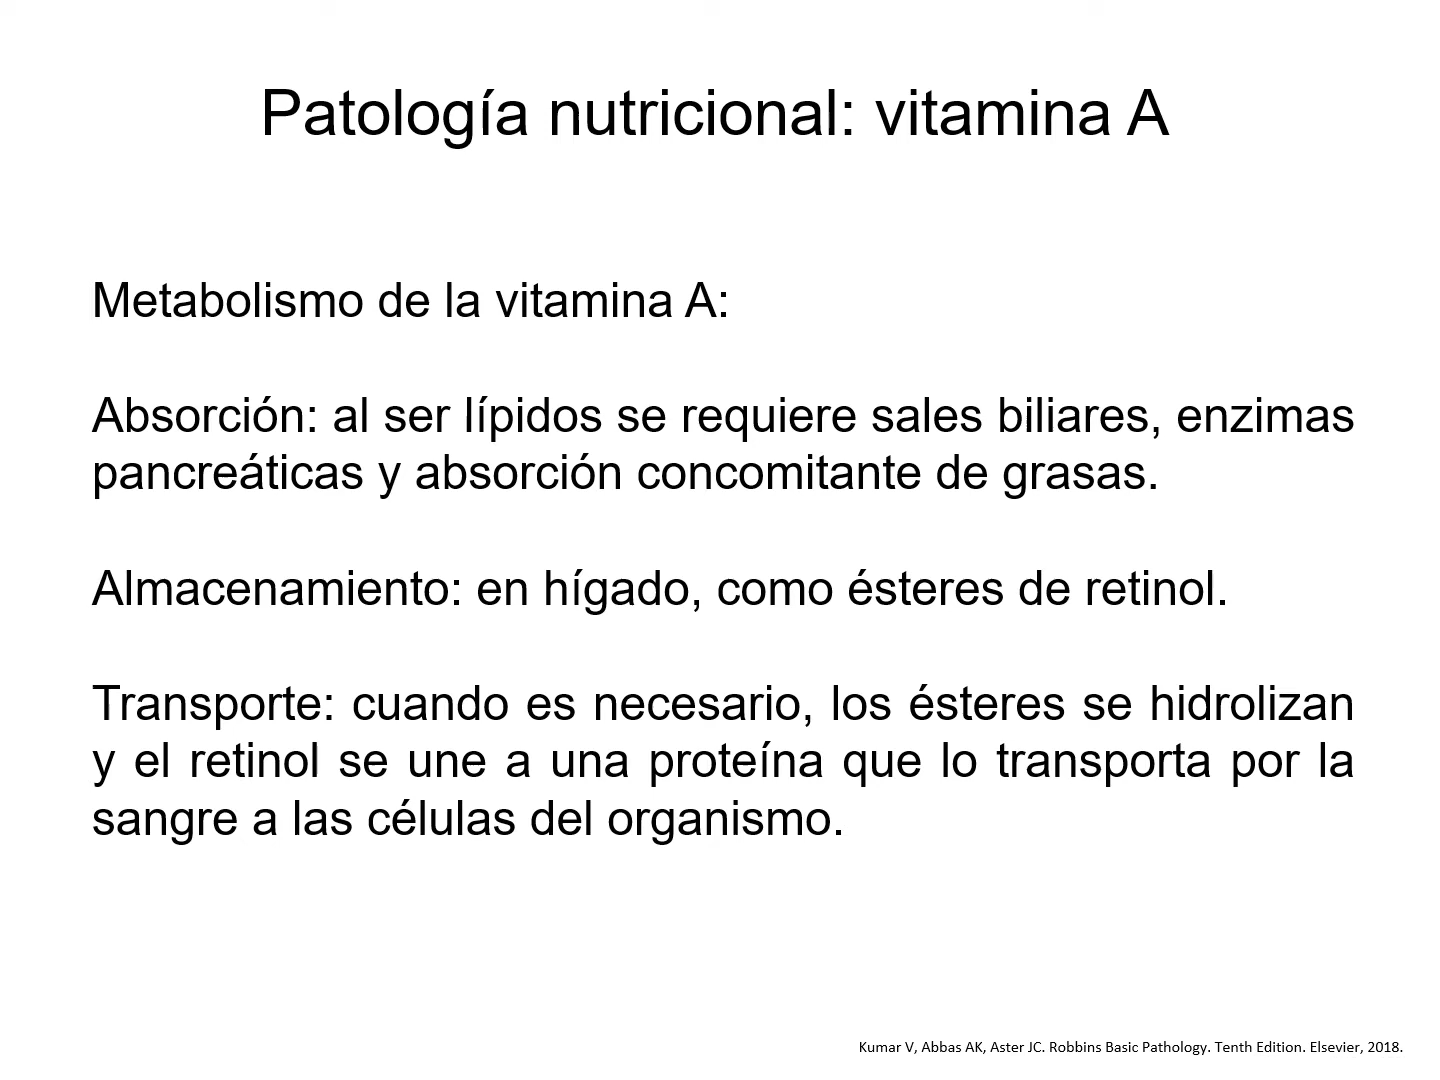 Patología nutricional: vitamina A
Metabolismo de la vitamina A:
Absorción: al ser lípidos se requiere sales biliares, enzimas
pancreáticas y absorción concomitante de grasas.
Almacenamiento: en hígado, como ésteres de retinol.
Transporte: cuando es necesario, los ésteres se hidrolizan
y el retinol se une a una proteína que lo transporta por la
sangre a las células del organismo.
Kumar V, Abbas AK, Aster JC. Robbins Basic Pathology. Tenth Edition. Elsevier, 2018.